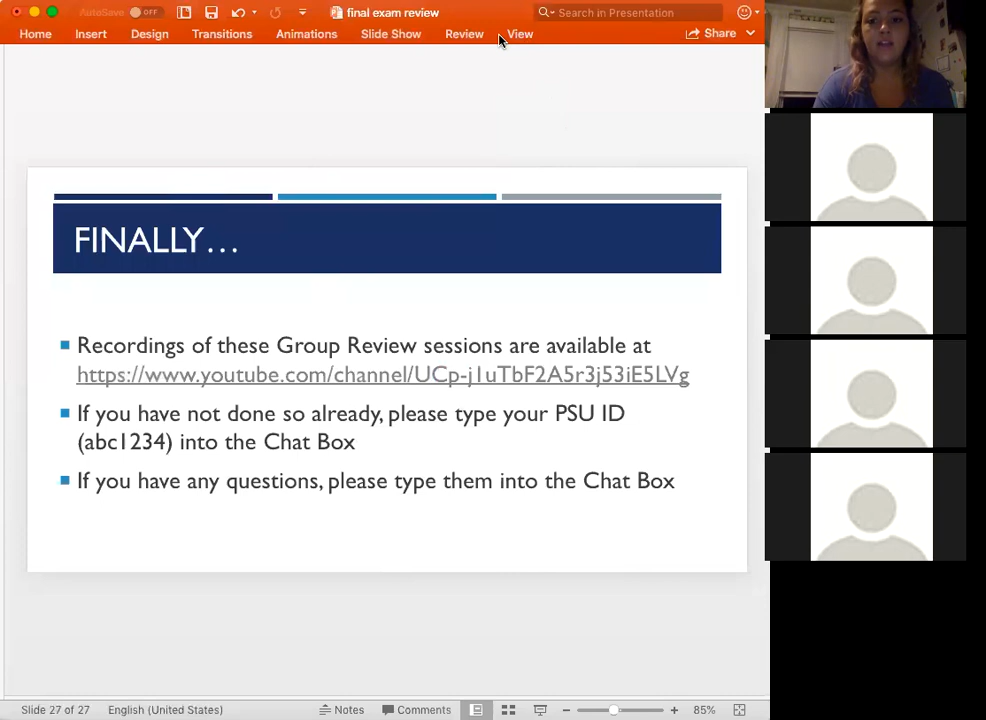 AutoSave OFF
final exam review
Search in Presentation
Home Insert Design Transitions Animations Slide Show Review View Share
FINALLY...
Recordings of these Group Review sessions are available at
https://www.youtube.com/channel/UCp-j1uTbF2A5r3j53iE5LVg
If you have not done so already, please type your PSU ID
(abc1234) into the Chat Box
If you have any questions, please type them into the Chat Box
Slide 27 of 27 English (United States) Notes Comments 85%